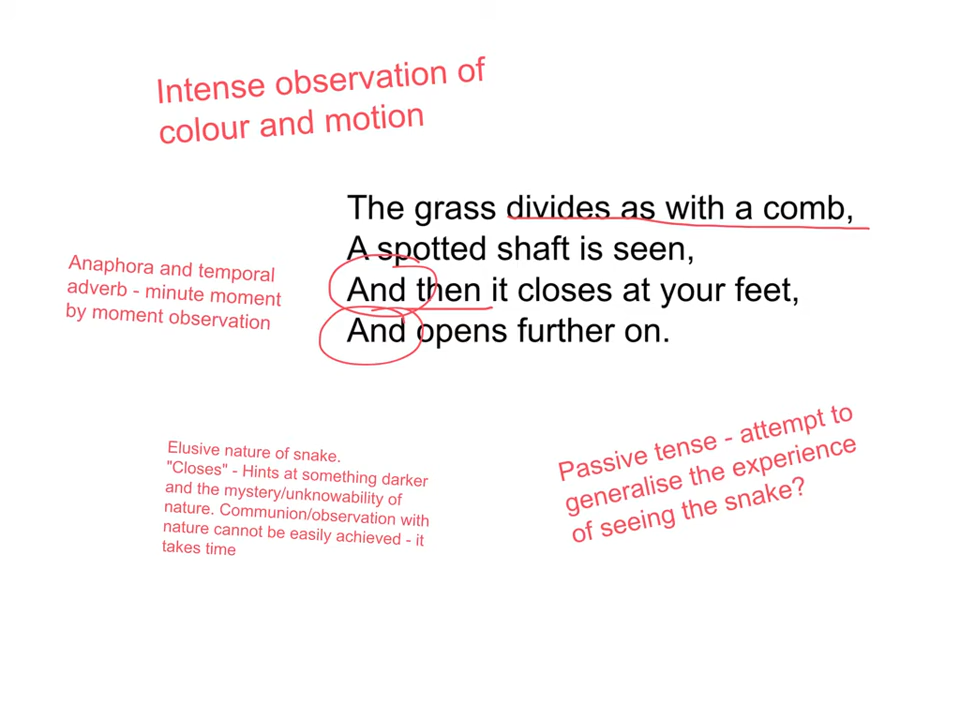 Intense observation of
colour and motion
The grass divides as with a comb,
A spotted shaft is seen,
And then it closes at your feet,
And opens further on.
Anaphora and temporal
adverb - minute moment
by moment observation
Elusive nature of snake.
"Closes" - Hints at something darker
and the mystery/unknowability of
nature. Communion/observation with
nature cannot be easily achieved - it
takes time
Passive tense - attempt to
generalise the experience
of seeing the snake?